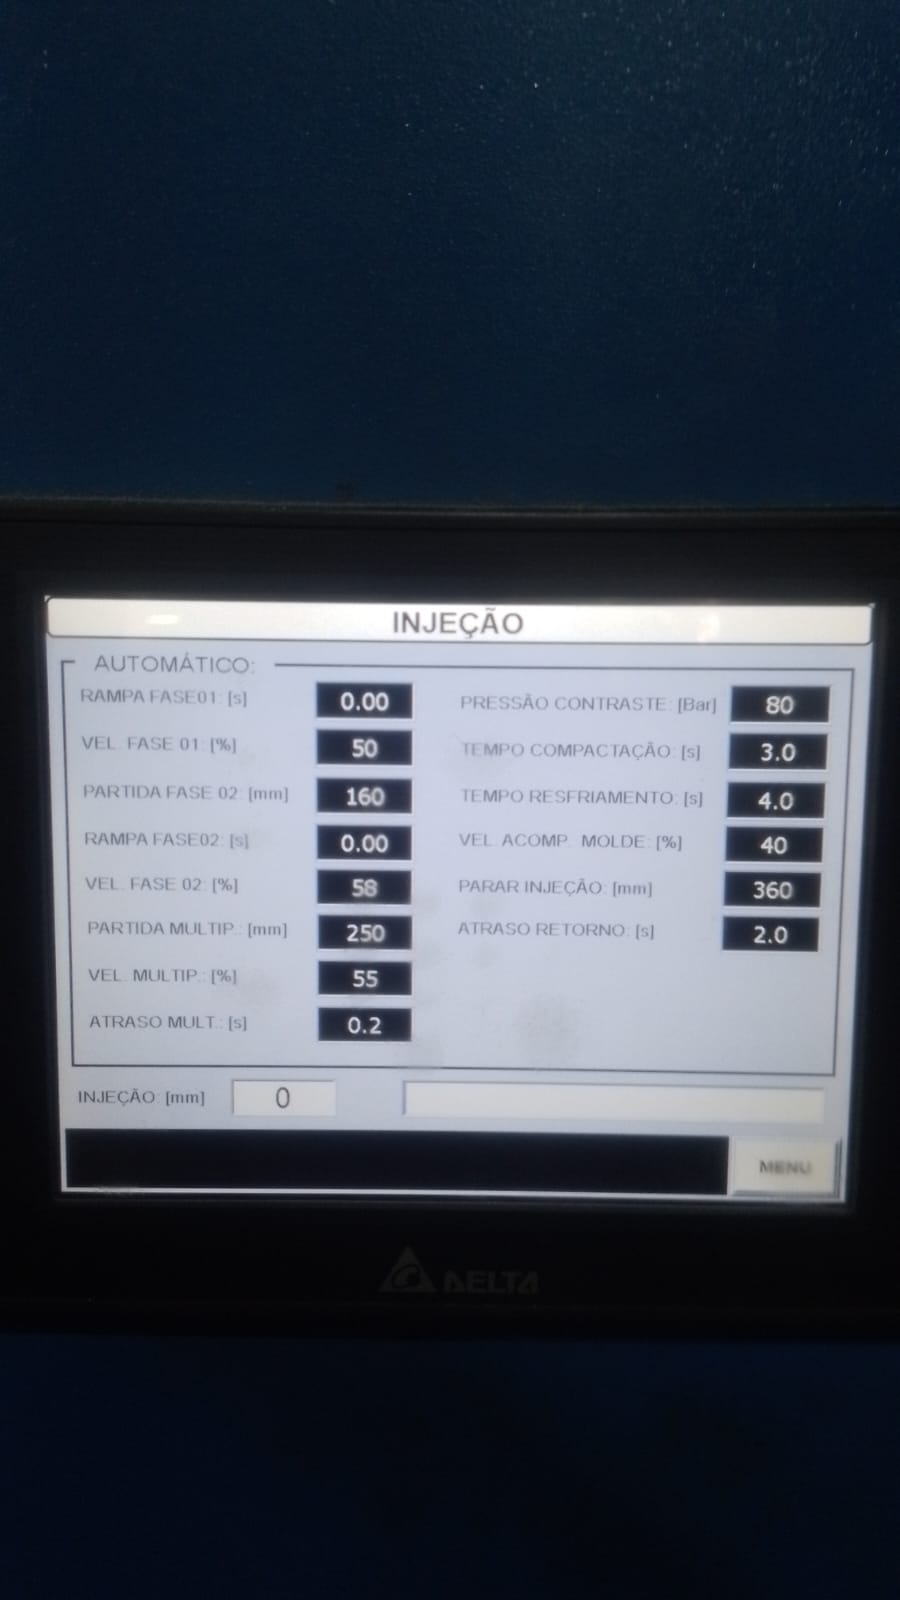 INJEÇÃO
AUTOMÁTICO:
RAMPA FASE01: [s] 0.00
VEL. FASE 01: [%] 50
PARTIDA FASE 02: [mm] 160
RAMPA FASE02: [s] 0.00
VEL. FASE 02: [%] 58
PARTIDA MULTIP.: [mm] 250
VEL. MULTIP.: [%] 55
ATRASO MULT.: [s] 0.2
PRESSÃO CONTRASTE: [Bar] 80
TEMPO COMPACTAÇÃO: [s] 3.0
TEMPO RESFRIAMENTO: [s] 4.0
VEL. ACOMP. MOLDE: [%] 40
PARAR INJEÇÃO: [mm] 360
ATRASO RETORNO: [s] 2.0
INJEÇÃO: [mm] 0
MENU
DELTA